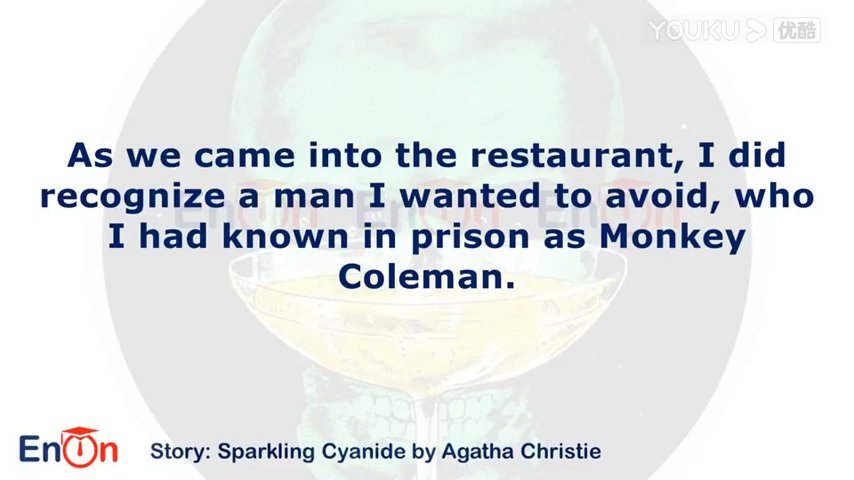 YOUKU 优酷
As we came into the restaurant, I did
recognize a man I wanted to avoid, who
I had known in prison as Monkey
Coleman.
EnOn
Story: Sparkling Cyanide by Agatha Christie